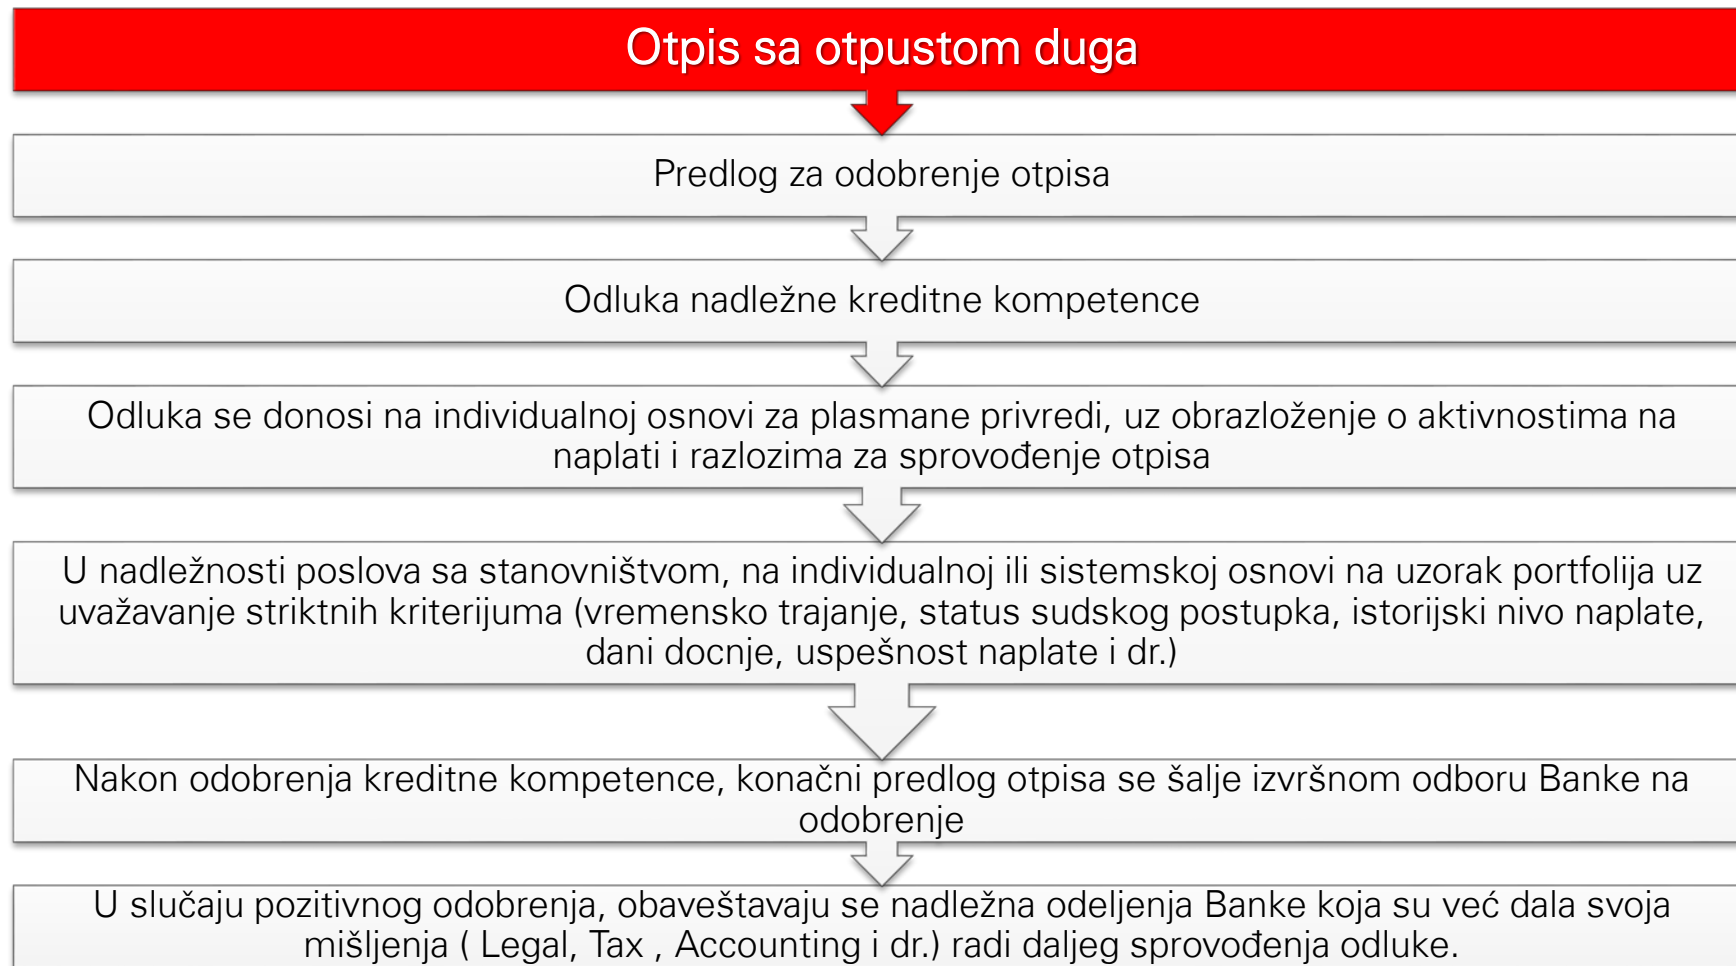 Otpis sa otpustom duga
Predlog za odobrenje otpisa
Odluka nadležne kreditne kompetence
Odluka se donosi na individualnoj osnovi za plasmane privredi, uz obrazloženje o aktivnostima na
naplati i razlozima za sprovođenje otpisa
U nadležnosti poslova sa stanovništvom, na individualnoj ili sistemskoj osnovi na uzorak portfolija uz
uvažavanje striktnih kriterijuma (vremensko trajanje, status sudskog postupka, istorijski nivo naplate,
dani docnje, uspešnost naplate i dr.)
Nakon odobrenja kreditne kompetence, konačni predlog otpisa se šalje izvršnom odboru Banke na
odobrenje
U slučaju pozitivnog odobrenja, obaveštavaju se nadležna odeljenja Banke koja su već dala svoja
mišljenja ( Legal, Tax , Accounting i dr.) radi daljeg sprovođenja odluke.